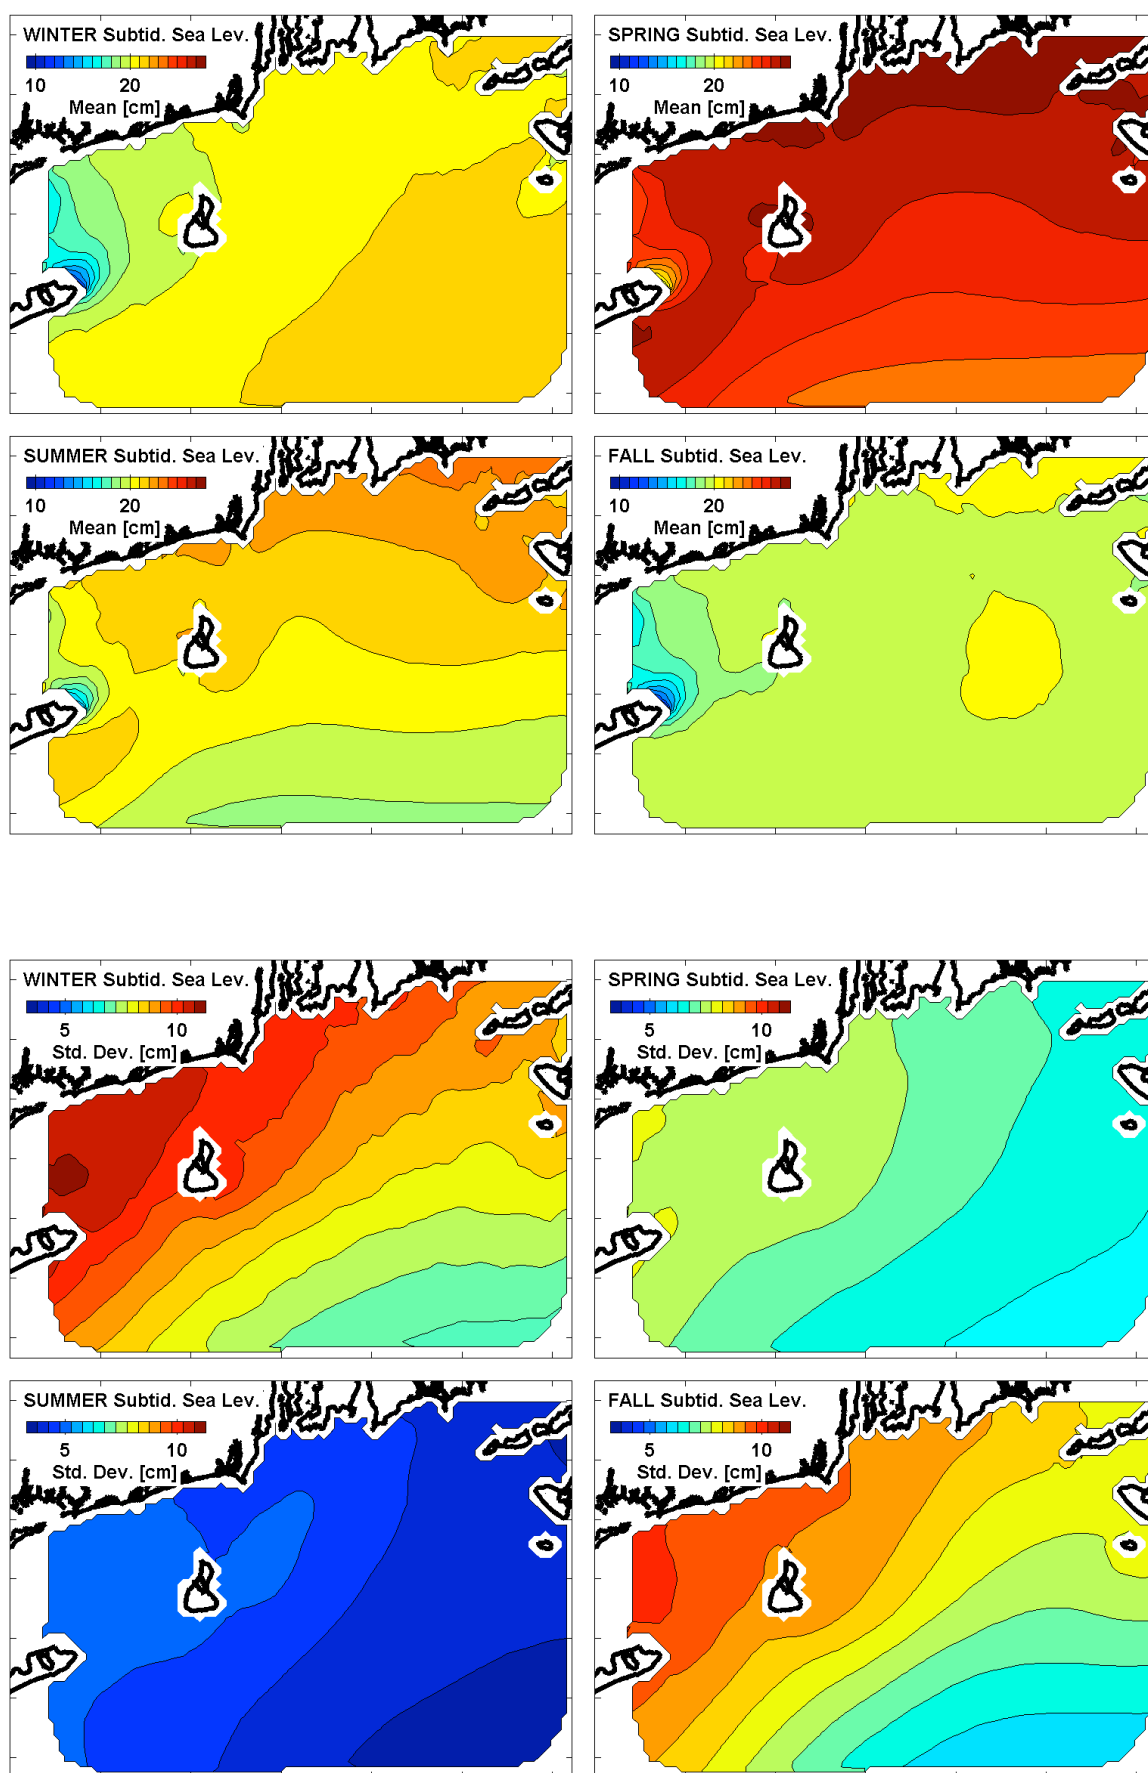 WINTER Subtid. Sea Lev.
10 20
Mean [cm]
SPRING Subtid. Sea Lev.
10 20
Mean [cm]
SUMMER Subtid. Sea Lev.
10 20
Mean [cm]
FALL Subtid. Sea Lev.
10 20
Mean [cm]
WINTER Subtid. Sea Lev.
5 10
Std. Dev. [cm]
SPRING Subtid. Sea Lev.
5 10
Std. Dev. [cm]
SUMMER Subtid. Sea Lev.
5 10
Std. Dev. [cm]
FALL Subtid. Sea Lev.
5 10
Std. Dev. [cm]